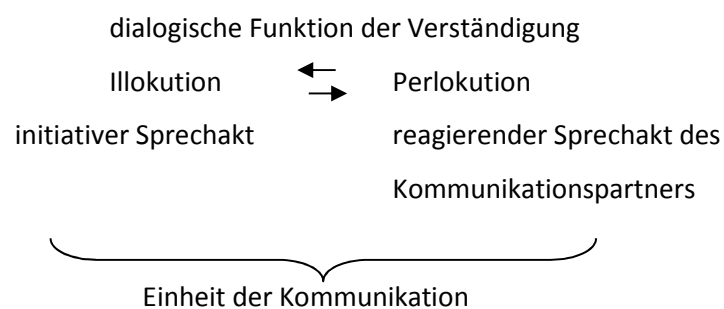 dialogische Funktion der Verständigung
Illokution Perlokution
initiativer Sprechakt reagierender Sprechakt des
Kommunikationspartners
Einheit der Kommunikation